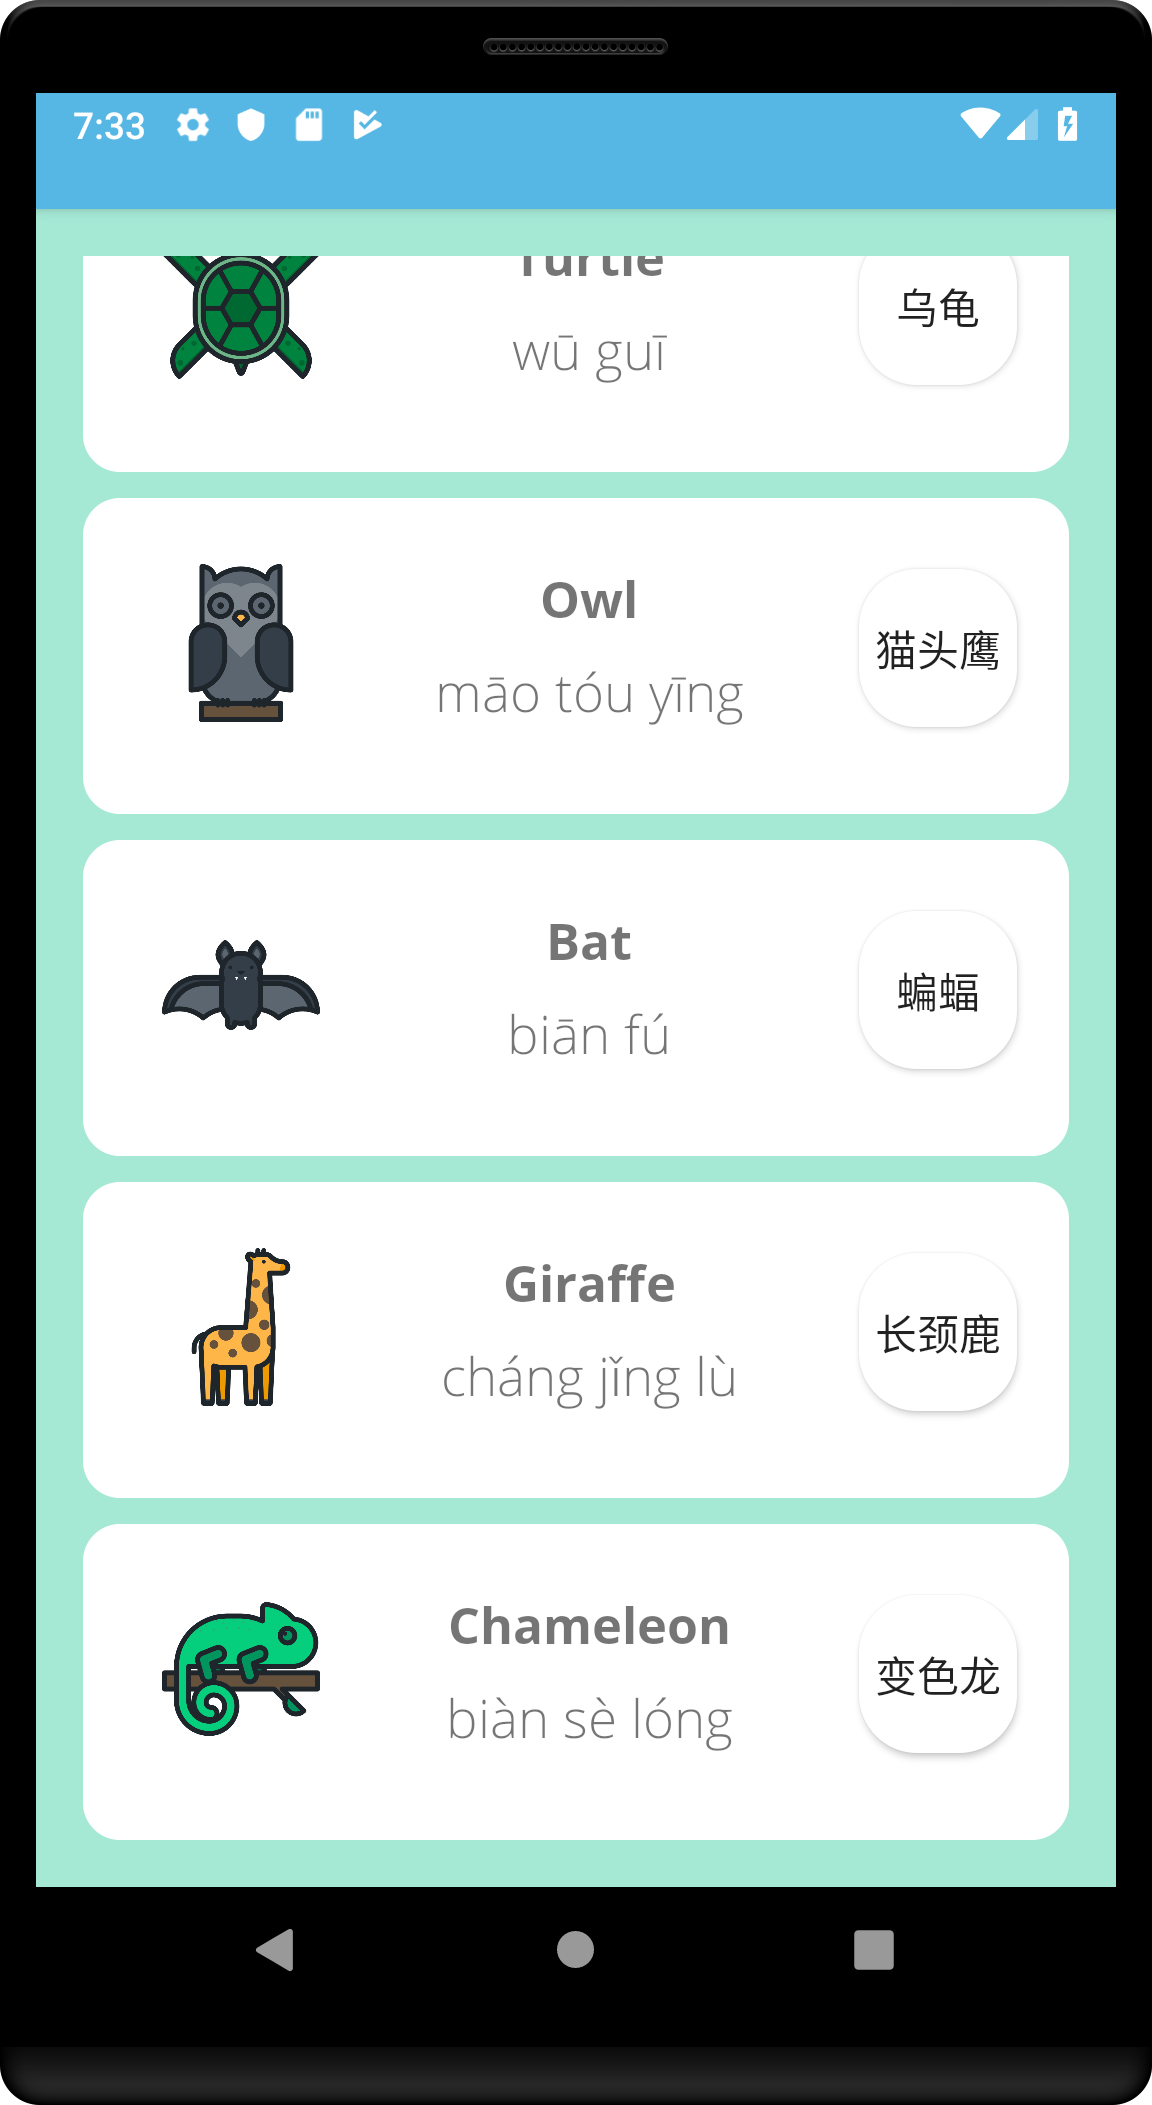 7:33
Turtle
wū guī
乌龟
Owl
māo tóu yīng
猫头鹰
Bat
biān fú
蝙蝠
Giraffe
cháng jǐng lù
长颈鹿
Chameleon
biàn sè lóng
变色龙